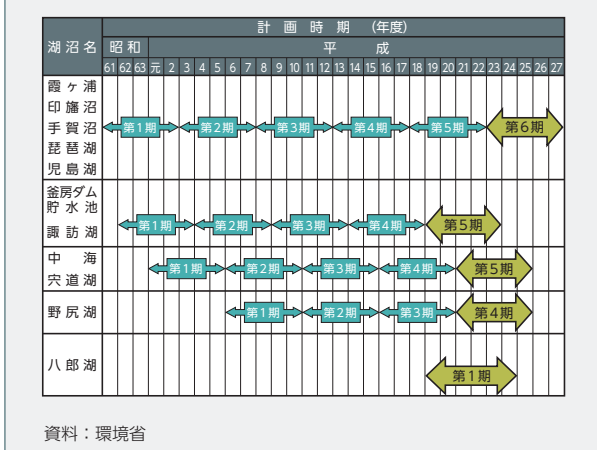 計画時期（年度）
湖沼名 昭和 平成
61 62 63 元 2 3 4 5 6 7 8 9 10 11 12 13 14 15 16 17 18 19 20 21 22 23 24 25 26 27
霞ヶ浦
印旛沼
手賀沼 第1期 第2期 第3期 第4期 第5期 第6期
琵琶湖
児島湖
釜房ダム
貯水池
諏訪湖 第1期 第2期 第3期 第4期 第5期
中海 第1期 第2期 第3期 第4期 第5期
宍道湖
野尻湖 第1期 第2期 第3期 第4期
八郎湖 第1期
資料：環境省